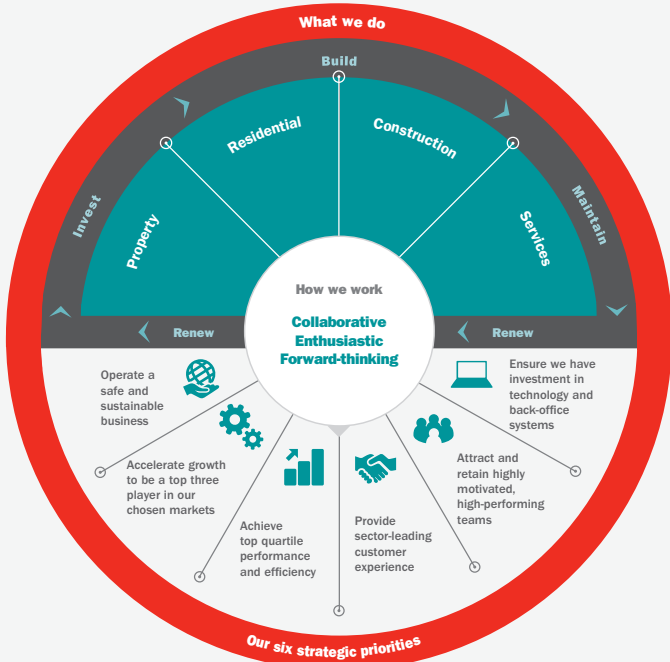 What we do
Build
Invest
Maintain
Property
Residential
Construction
Services
Renew
Renew
How we work
Collaborative
Enthusiastic
Forward-thinking
Operate a
safe and
sustainable
business
Accelerate growth
to be a top three
player in our
chosen markets
Achieve
top quartile
performance
and efficiency
Provide
sector-leading
customer
experience
Attract and
retain highly
motivated,
high-performing
teams
Ensure we have
investment in
technology and
back-office
systems
Our six strategic priorities